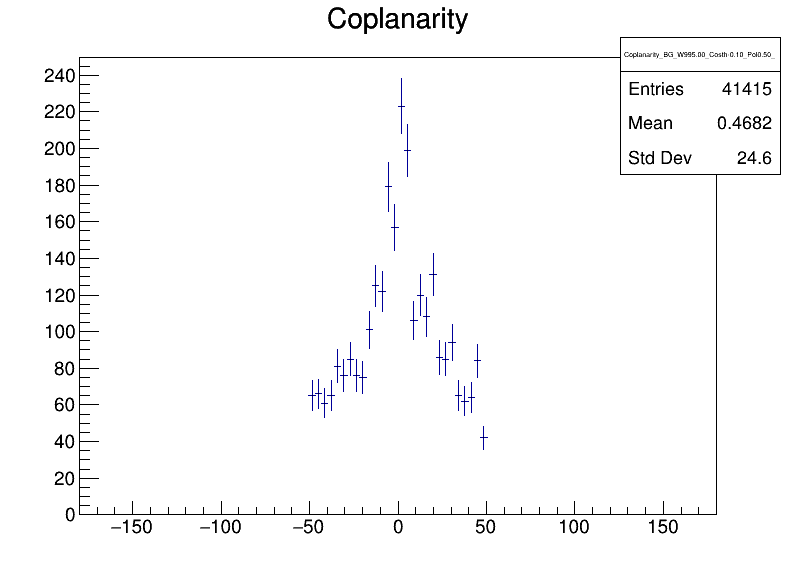 Coplanarity
Coplanarity_BG_W995.00_Costh-0.10_Pol0.50_
Entries 41415
Mean 0.4682
Std Dev 24.6
240
220
200
180
160
140
120
100
80
60
40
20
0
−150 −100 −50 0 50 100 150